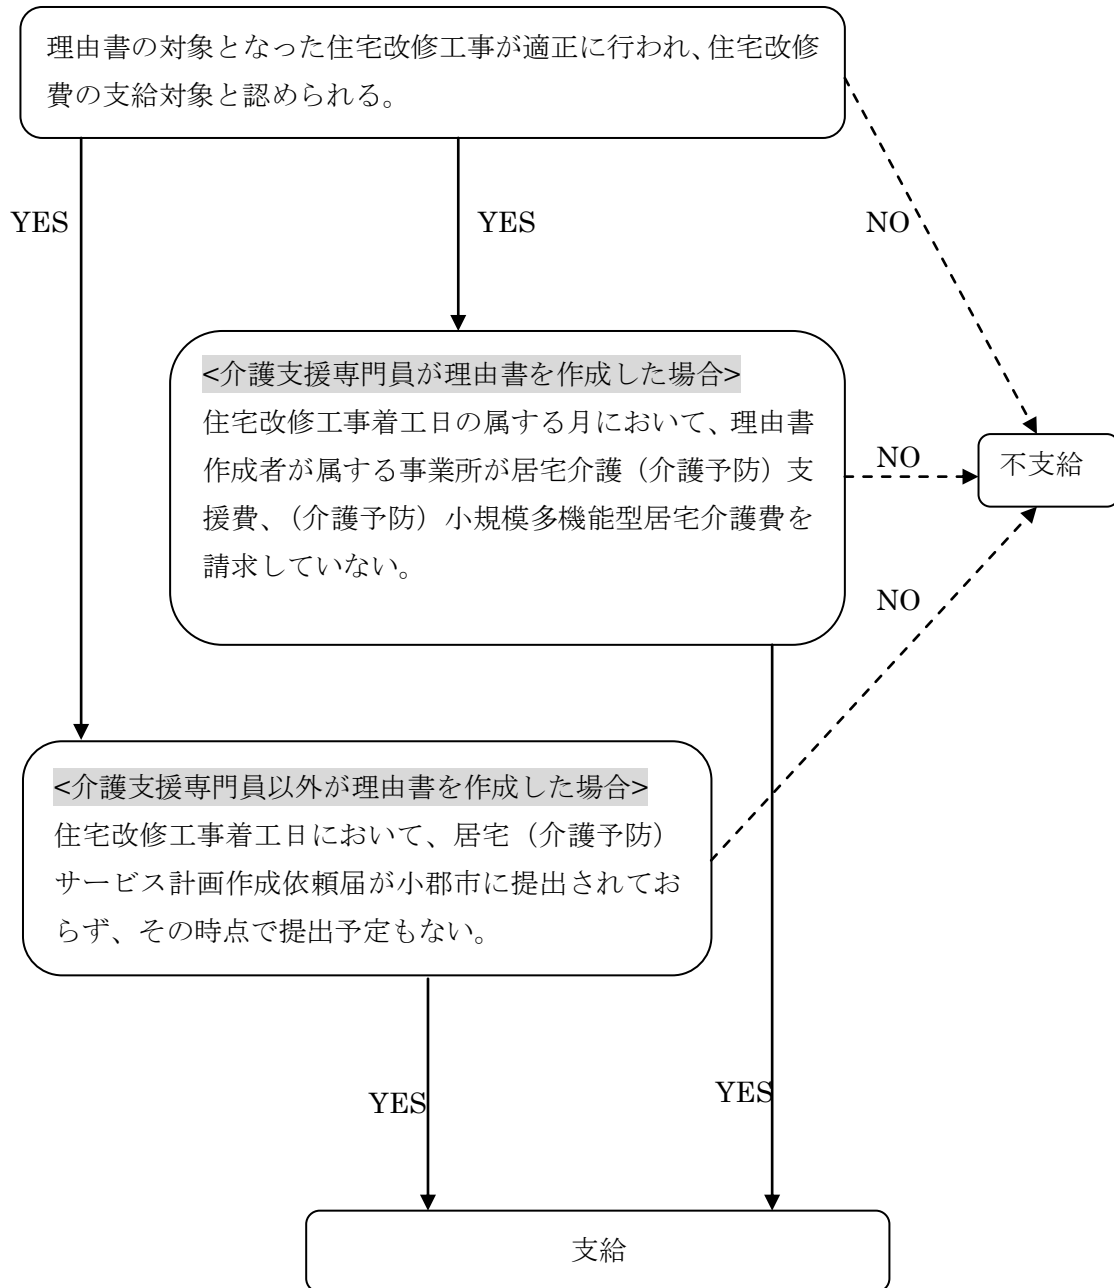 理由書の対象となった住宅改修工事が適正に行われ、住宅改修
費の支給対象と認められる。
YES
YES
NO
<介護支援専門員が理由書を作成した場合>
住宅改修工事着工日の属する月において、理由書
作成者が属する事業所が居宅介護（介護予防）支
援費、（介護予防）小規模多機能型居宅介護費を
請求していない。
NO
不支給
NO
<介護支援専門員以外が理由書を作成した場合>
住宅改修工事着工日において、居宅（介護予防）
サービス計画作成依頼届が小郡市に提出されてお
らず、その時点で提出予定もない。
YES
YES
支給